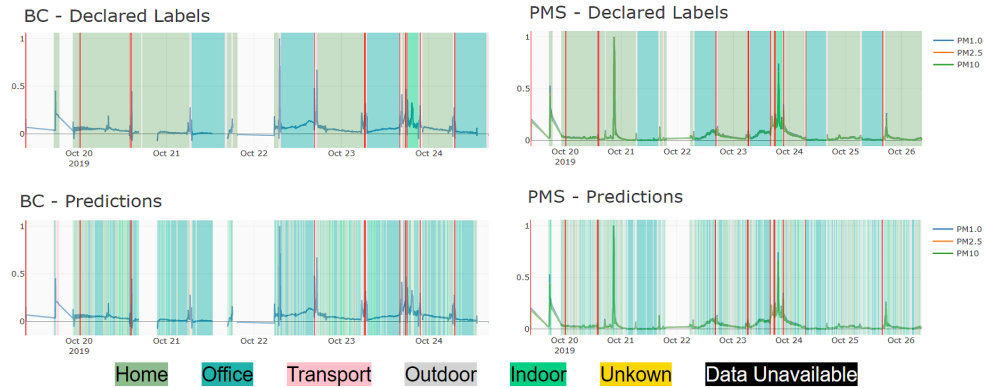 BC - Declared Labels
1
0.5
0
Oct 20
2019
Oct 21
Oct 22
Oct 23
Oct 24
PMS - Declared Labels
1
0.5
0
Oct 20
2019
Oct 21
Oct 22
Oct 23
Oct 24
Oct 25
Oct 26
PM1.0
PM2.5
PM10
BC - Predictions
1
0.5
0
Oct 20
2019
Oct 21
Oct 22
Oct 23
Oct 24
PMS - Predictions
1
0.5
0
Oct 20
2019
Oct 21
Oct 22
Oct 23
Oct 24
Oct 25
Oct 26
PM1.0
PM2.5
PM10
Home Office Transport Outdoor Indoor Unkown Data Unavailable